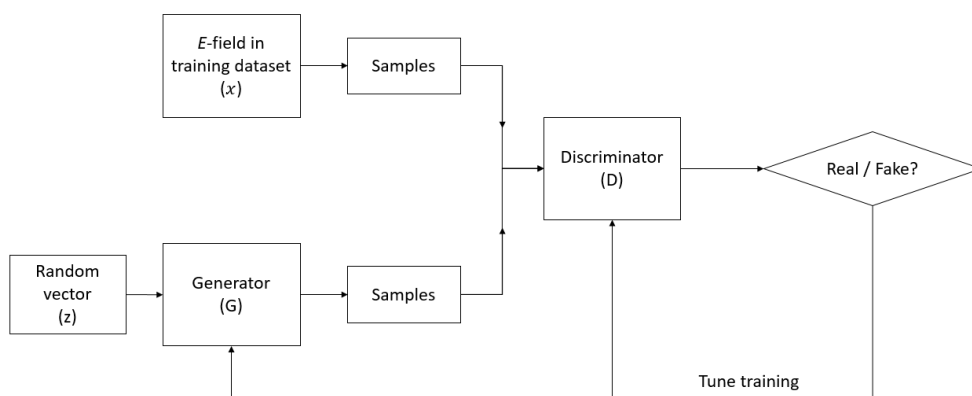 E-field in
training dataset
(x)
Samples
Discriminator
(D)
Real / Fake?
Random
vector
(z)
Generator
(G)
Samples
Tune training